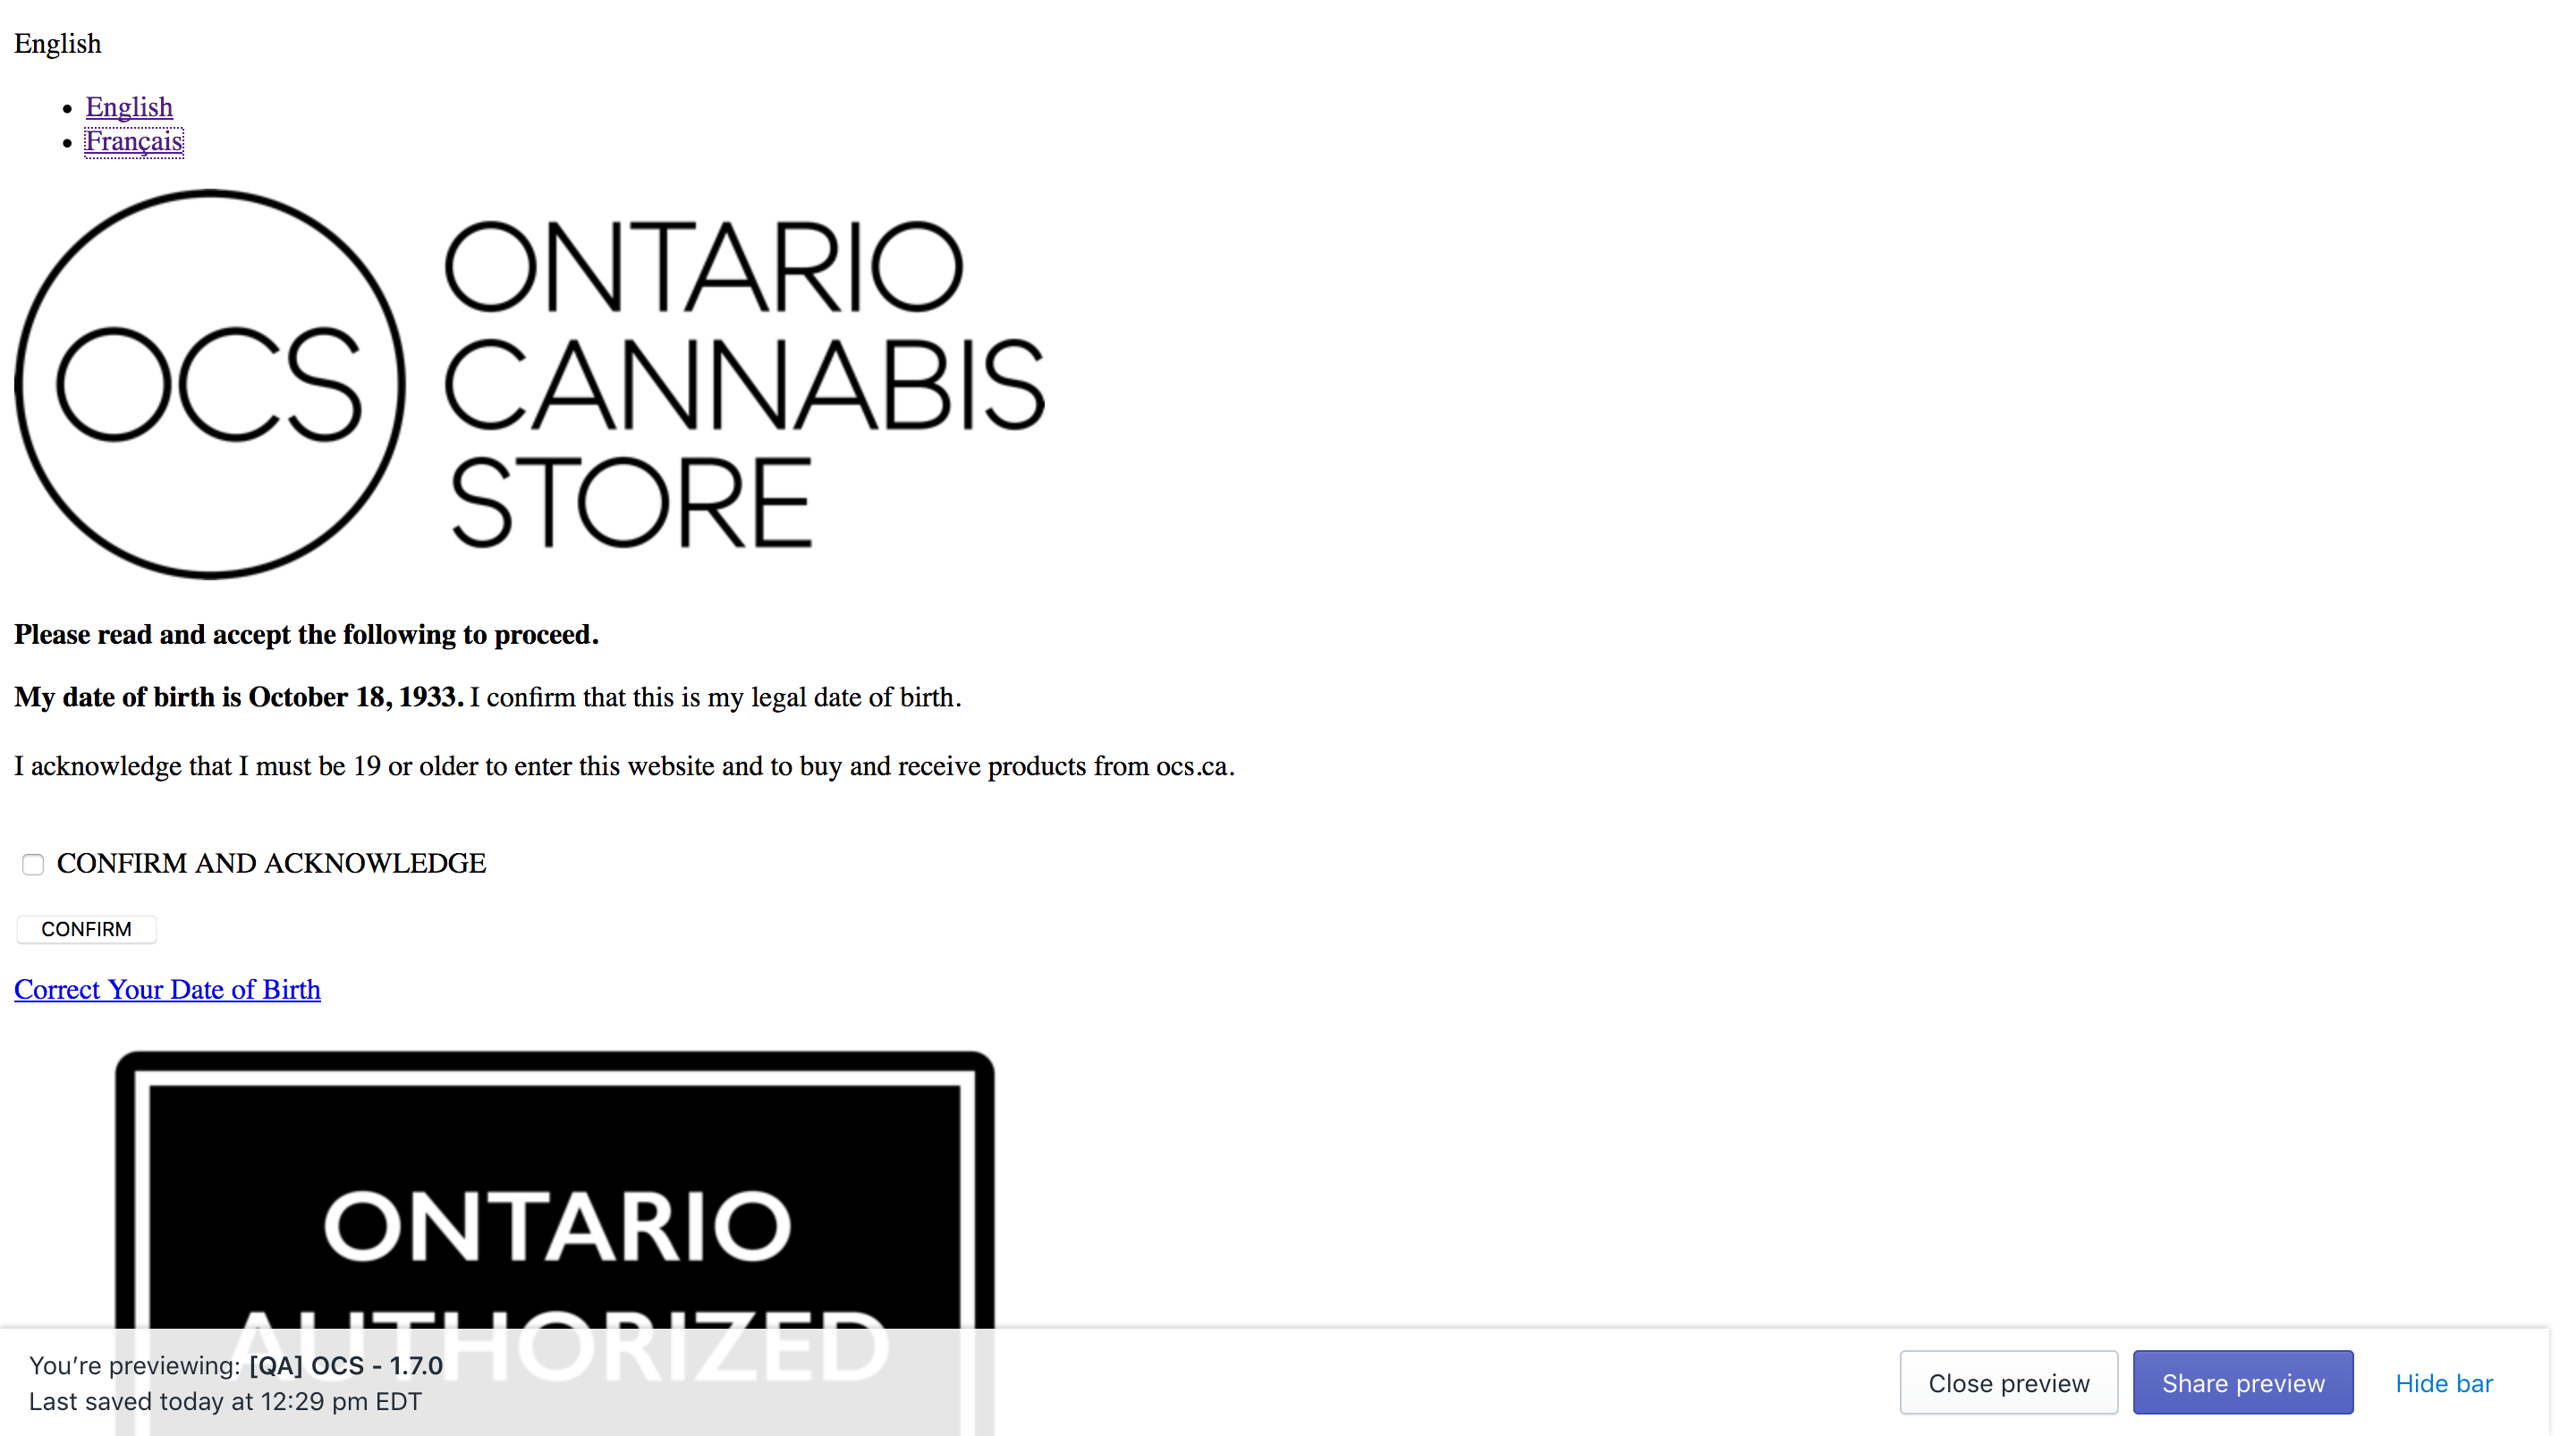 English
English
Français
OCS
ONTARIO
CANNABIS
STORE
Please read and accept the following to proceed.
My date of birth is October 18, 1933. I confirm that this is my legal date of birth.
I acknowledge that I must be 19 or older to enter this website and to buy and receive products from ocs.ca.
CONFIRM AND ACKNOWLEDGE
CONFIRM
Correct Your Date of Birth
ONTARIO
AUTHORIZED
You’re previewing: [QA] OCS - 1.7.0
Last saved today at 12:29 pm EDT
Close preview
Share preview
Hide bar